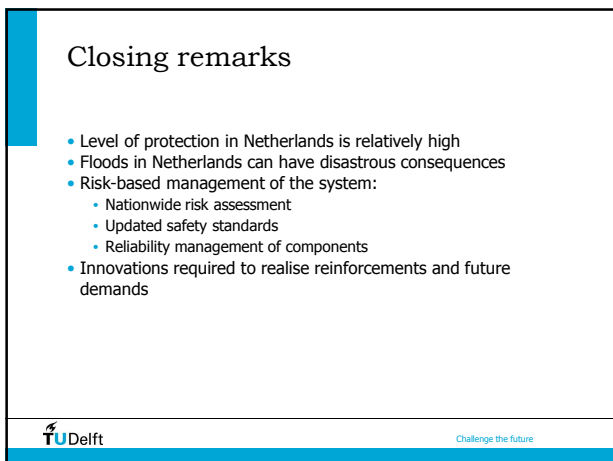 Closing remarks
• Level of protection in Netherlands is relatively high
• Floods in Netherlands can have disastrous consequences
• Risk-based management of the system:
• Nationwide risk assessment
• Updated safety standards
• Reliability management of components
• Innovations required to realise reinforcements and future
demands
TUDelft
Challenge the future